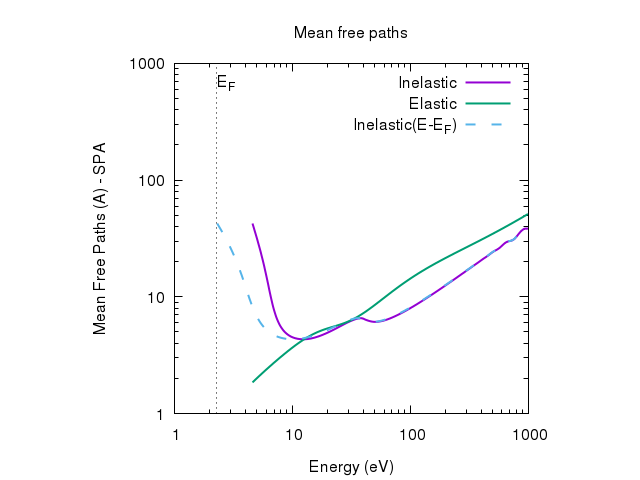 Mean free paths
1000
100
10
1
Mean Free Paths (A) - SPA
E_F
Inelastic
Elastic
Inelastic(E-E_F)
1
10
100
1000
Energy (eV)